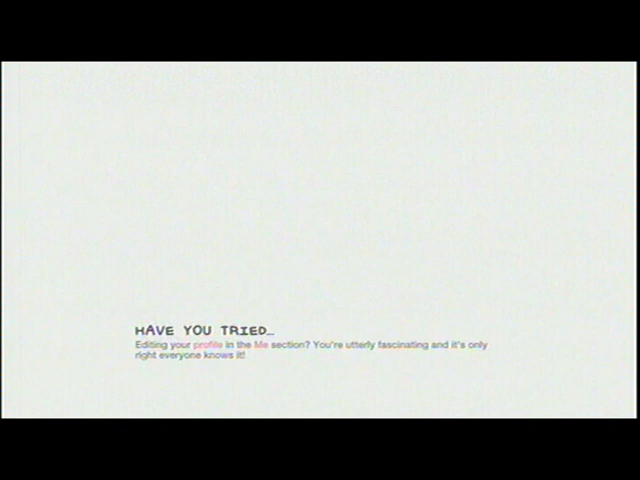 HAVE YOU TRIED...
Editing your profile in the Me section? You're utterly fascinating and it's only
right everyone knows it!